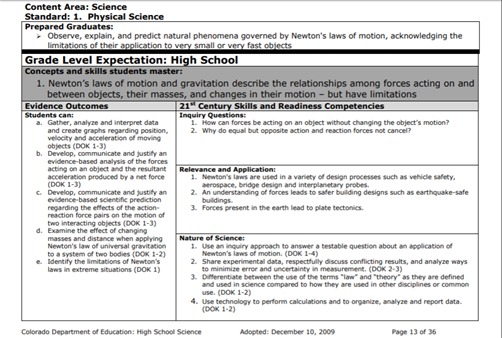 Content Area: Science
Standard: 1. Physical Science
Prepared Graduates:
➢ Observe, explain, and predict natural phenomena governed by Newton's laws of motion, acknowledging the
limitations of their application to very small or very fast objects
Grade Level Expectation: High School
Concepts and skills students master:
1. Newton's laws of motion and gravitation describe the relationships among forces acting on and
between objects, their masses, and changes in their motion – but have limitations
Evidence Outcomes
Students can:
a. Gather, analyze and interpret data
and create graphs regarding position,
velocity and acceleration of moving
objects (DOK 1-3)
b. Develop, communicate and justify an
evidence-based analysis of the forces
acting on an object and the resultant
acceleration produced by a net force
(DOK 1-3)
c. Develop, communicate and justify an
evidence-based scientific prediction
regarding the effects of the action-
reaction force pairs on the motion of
two interacting objects (DOK 1-3)
d. Examine the effect of changing
masses and distance when applying
Newton's law of universal gravitation
to a system of two bodies (DOK 1-2)
e. Identify the limitations of Newton's
laws in extreme situations (DOK 1)
21st Century Skills and Readiness Competencies
Inquiry Questions:
1. How can forces be acting on an object without changing the object's motion?
2. Why do equal but opposite action and reaction forces not cancel?
Relevance and Application:
1. Newton's laws are used in a variety of design processes such as vehicle safety,
aerospace, bridge design and interplanetary probes.
2. An understanding of forces leads to safer building designs such as earthquake-safe
buildings.
3. Forces present in the earth lead to plate tectonics.
Nature of Science:
1. Use an inquiry approach to answer a testable question about an application of
Newton's laws of motion. (DOK 1-4)
2. Share experimental data, respectfully discuss conflicting results, and analyze ways
to minimize error and uncertainty in measurement. (DOK 2-3)
3. Differentiate between the use of the terms "law" and "theory" as they are defined
and used in science compared to how they are used in other disciplines or common
use. (DOK 1-2)
4. Use technology to perform calculations and to organize, analyze and report data.
(DOK 1-2)
Colorado Department of Education: High School Science Adopted: December 10, 2009 Page 13 of 36